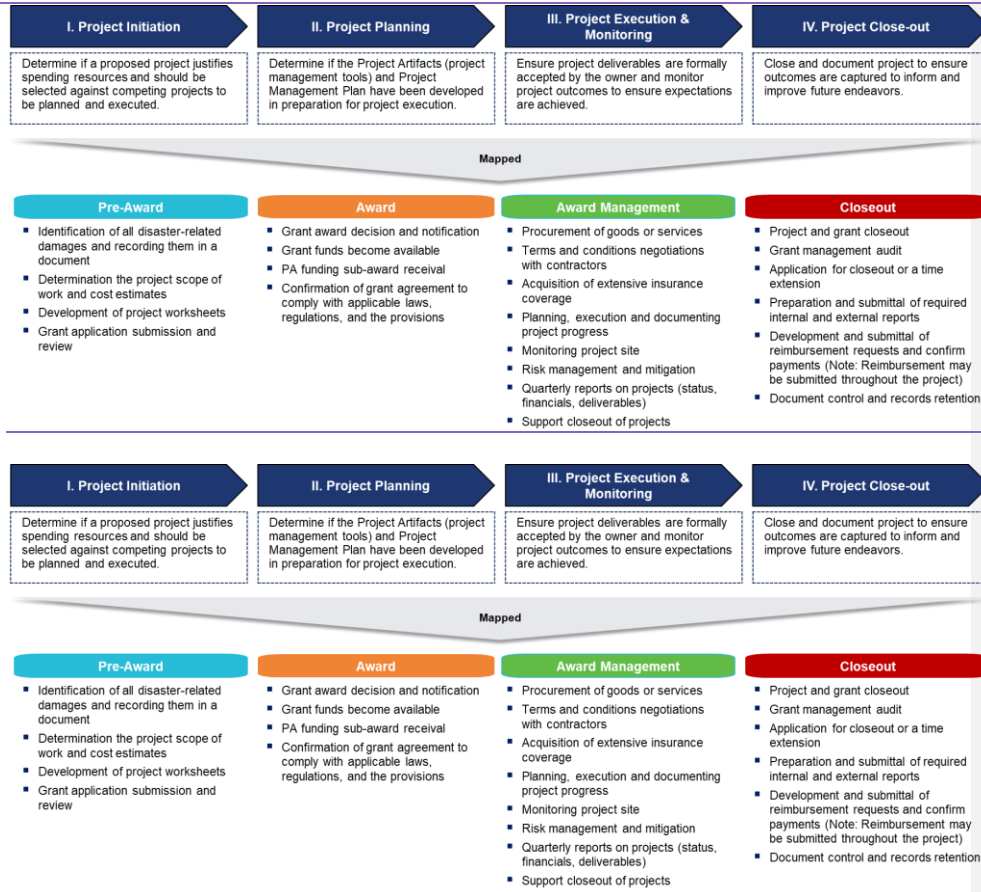 I. Project Initiation
II. Project Planning
III. Project Execution &
Monitoring
IV. Project Close-out
Determine if a proposed project justifies
spending resources and should be
selected against competing projects to
be planned and executed.
Determine if the Project Artifacts (project
management tools) and Project
Management Plan have been developed
in preparation for project execution.
Ensure project deliverables are formally
accepted by the owner and monitor
project outcomes to ensure expectations
are achieved.
Close and document project to ensure
outcomes are captured to inform and
improve future endeavors.
Mapped
Pre-Award
▪ Identification of all disaster-related
damages and recording them in a
document
▪ Determination the project scope of
work and cost estimates
▪ Development of project worksheets
▪ Grant application submission and
review
Award
▪ Grant award decision and notification
▪ Grant funds become available
▪ PA funding sub-award receival
▪ Confirmation of grant agreement to
comply with applicable laws,
regulations, and the provisions
Award Management
▪ Procurement of goods or services
▪ Terms and conditions negotiations
with contractors
▪ Acquisition of extensive insurance
coverage
▪ Planning, execution and documenting
project progress
▪ Monitoring project site
▪ Risk management and mitigation
▪ Quarterly reports on projects (status,
financials, deliverables)
▪ Support closeout of projects
Closeout
▪ Project and grant closeout
▪ Grant management audit
▪ Application for closeout or a time
extension
▪ Preparation and submittal of required
internal and external reports
▪ Development and submittal of
reimbursement requests and confirm
payments (Note: Reimbursement may
be submitted throughout the project)
▪ Document control and records retention
I. Project Initiation
II. Project Planning
III. Project Execution &
Monitoring
IV. Project Close-out
Determine if a proposed project justifies
spending resources and should be
selected against competing projects to
be planned and executed.
Determine if the Project Artifacts (project
management tools) and Project
Management Plan have been developed
in preparation for project execution.
Ensure project deliverables are formally
accepted by the owner and monitor
project outcomes to ensure expectations
are achieved.
Close and document project to ensure
outcomes are captured to inform and
improve future endeavors.
Mapped
Pre-Award
▪ Identification of all disaster-related
damages and recording them in a
document
▪ Determination the project scope of
work and cost estimates
▪ Development of project worksheets
▪ Grant application submission and
review
Award
▪ Grant award decision and notification
▪ Grant funds become available
▪ PA funding sub-award receival
▪ Confirmation of grant agreement to
comply with applicable laws,
regulations, and the provisions
Award Management
▪ Procurement of goods or services
▪ Terms and conditions negotiations
with contractors
▪ Acquisition of extensive insurance
coverage
▪ Planning, execution and documenting
project progress
▪ Monitoring project site
▪ Risk management and mitigation
▪ Quarterly reports on projects (status,
financials, deliverables)
▪ Support closeout of projects
Closeout
▪ Project and grant closeout
▪ Grant management audit
▪ Application for closeout or a time
extension
▪ Preparation and submittal of required
internal and external reports
▪ Development and submittal of
reimbursement requests and confirm
payments (Note: Reimbursement may
be submitted throughout the project)
▪ Document control and records retention